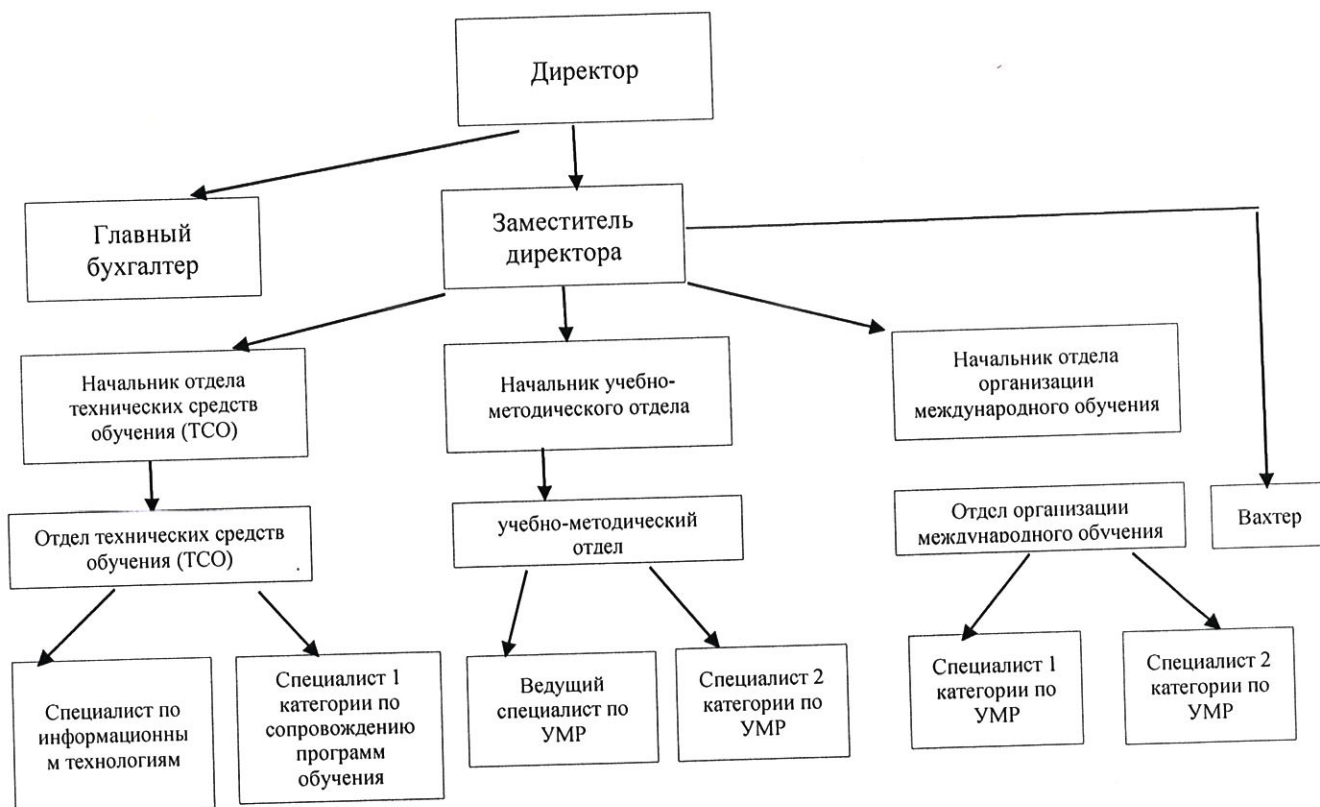 Директор
Главный
бухгалтер
Заместитель
директора
Начальник отдела
технических средств
обучения (ТСО)
Начальник учебно-
методического отдела
Начальник отдела
организации
международного обучения
Отдел технических средств
обучения (ТСО)
учебно-методический
отдел
Отдел организации
международного обучения
Вахтер
Специалист по
информационны
м технологиям
Специалист 1
категории по
сопровождению
программ
обучения
Ведущий
специалист по
УМР
Специалист 2
категории по
УМР
Специалист 1
категории по
УМР
Специалист 2
категории по
УМР